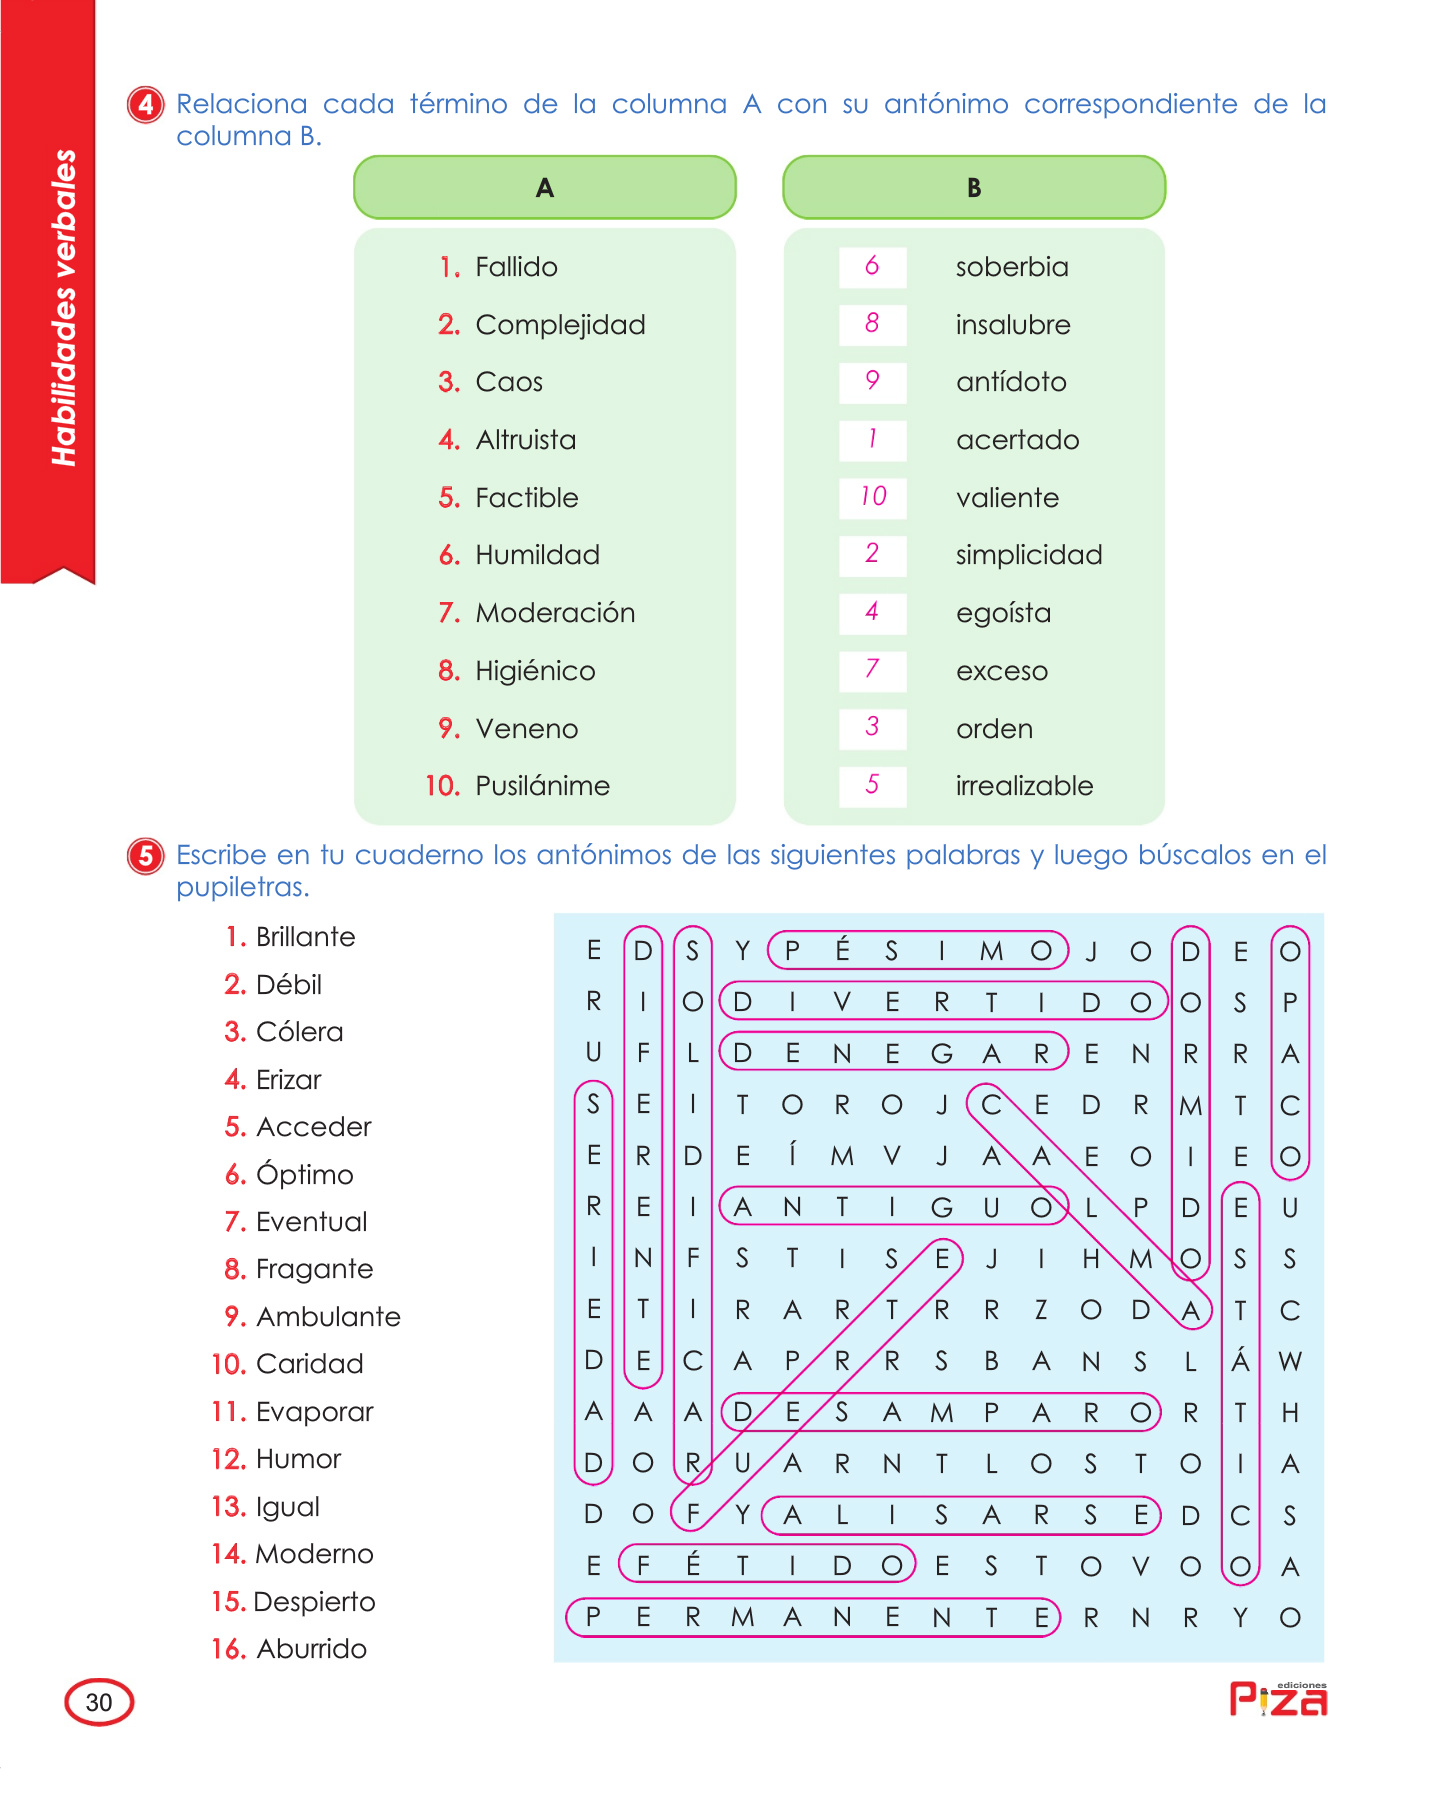 Habilidades verbales
4 Relaciona cada término de la columna A con su antónimo correspondiente de la
columna B.
A B
1. Fallido 6 soberbia
2. Complejidad 8 insalubre
3. Caos 9 antídoto
4. Altruista 1 acertado
5. Factible 10 valiente
6. Humildad 2 simplicidad
7. Moderación 4 egoísta
8. Higiénico 7 exceso
9. Veneno 3 orden
10. Pusilánime 5 irrealizable
5 Escribe en tu cuaderno los antónimos de las siguientes palabras y luego búscalos en el
pupiletras.
1. Brillante
2. Débil
3. Cólera
4. Erizar
5. Acceder
6. Óptimo
7. Eventual
8. Fragante
9. Ambulante
10. Caridad
11. Evaporar
12. Humor
13. Igual
14. Moderno
15. Despierto
16. Aburrido
E D S Y P É S I M O J O D E O
R I O D I V E R T I D O O S P
U F L D E N E G A R E N R R A
S E I T O R O J C E D R M T C
E R D E Í M V J A A E O I E O
R E I A N T I G U O L P D E U
I N F S T I S E J I H M O S S
E T I R A R T R R Z O D A T C
D E C A P R R S B A N S L Á W
A A A D E S A M P A R O R T H
D O R U A R N T L O S T O I A
D O F Y A L I S A R S E D C S
E F É T I D O E S T O V O O A
P E R M A N E N T E R N R Y O
30
ediciones
Piza